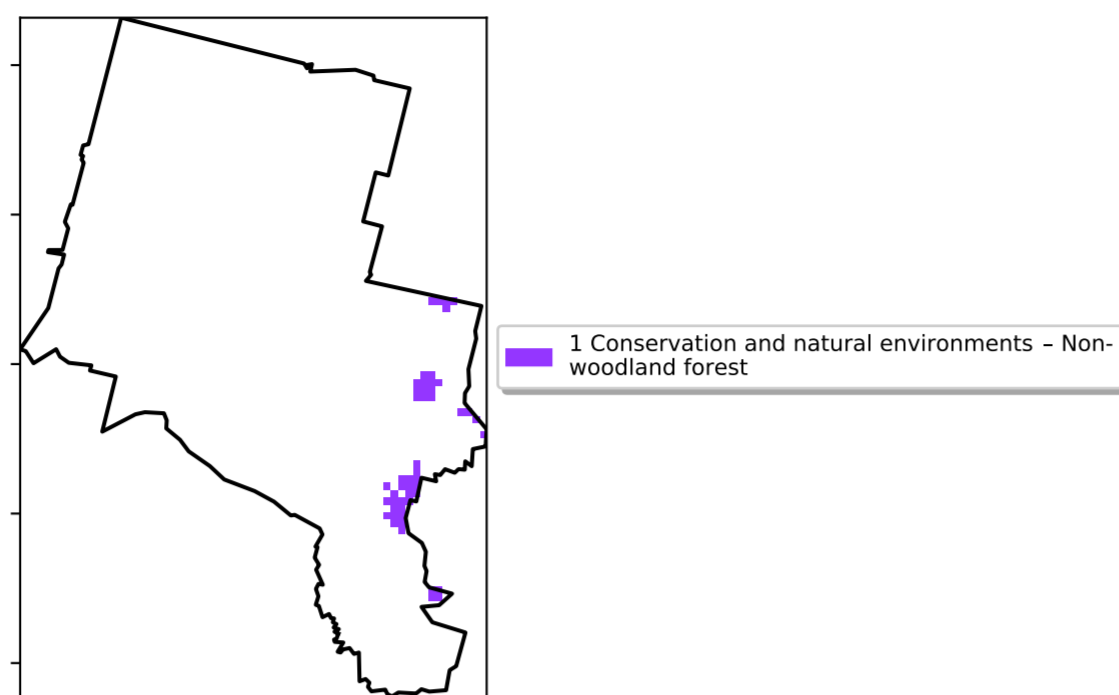 1 Conservation and natural environments – Non-
woodland forest